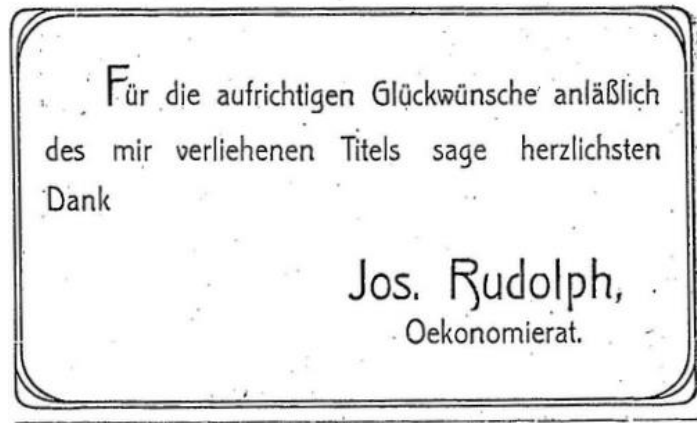 Für die aufrichtigen Glückwünsche anläßlich
des mir verliehenen Titels sage herzlichsten
Dank
Jos. Rudolph,
Oekonomierat.